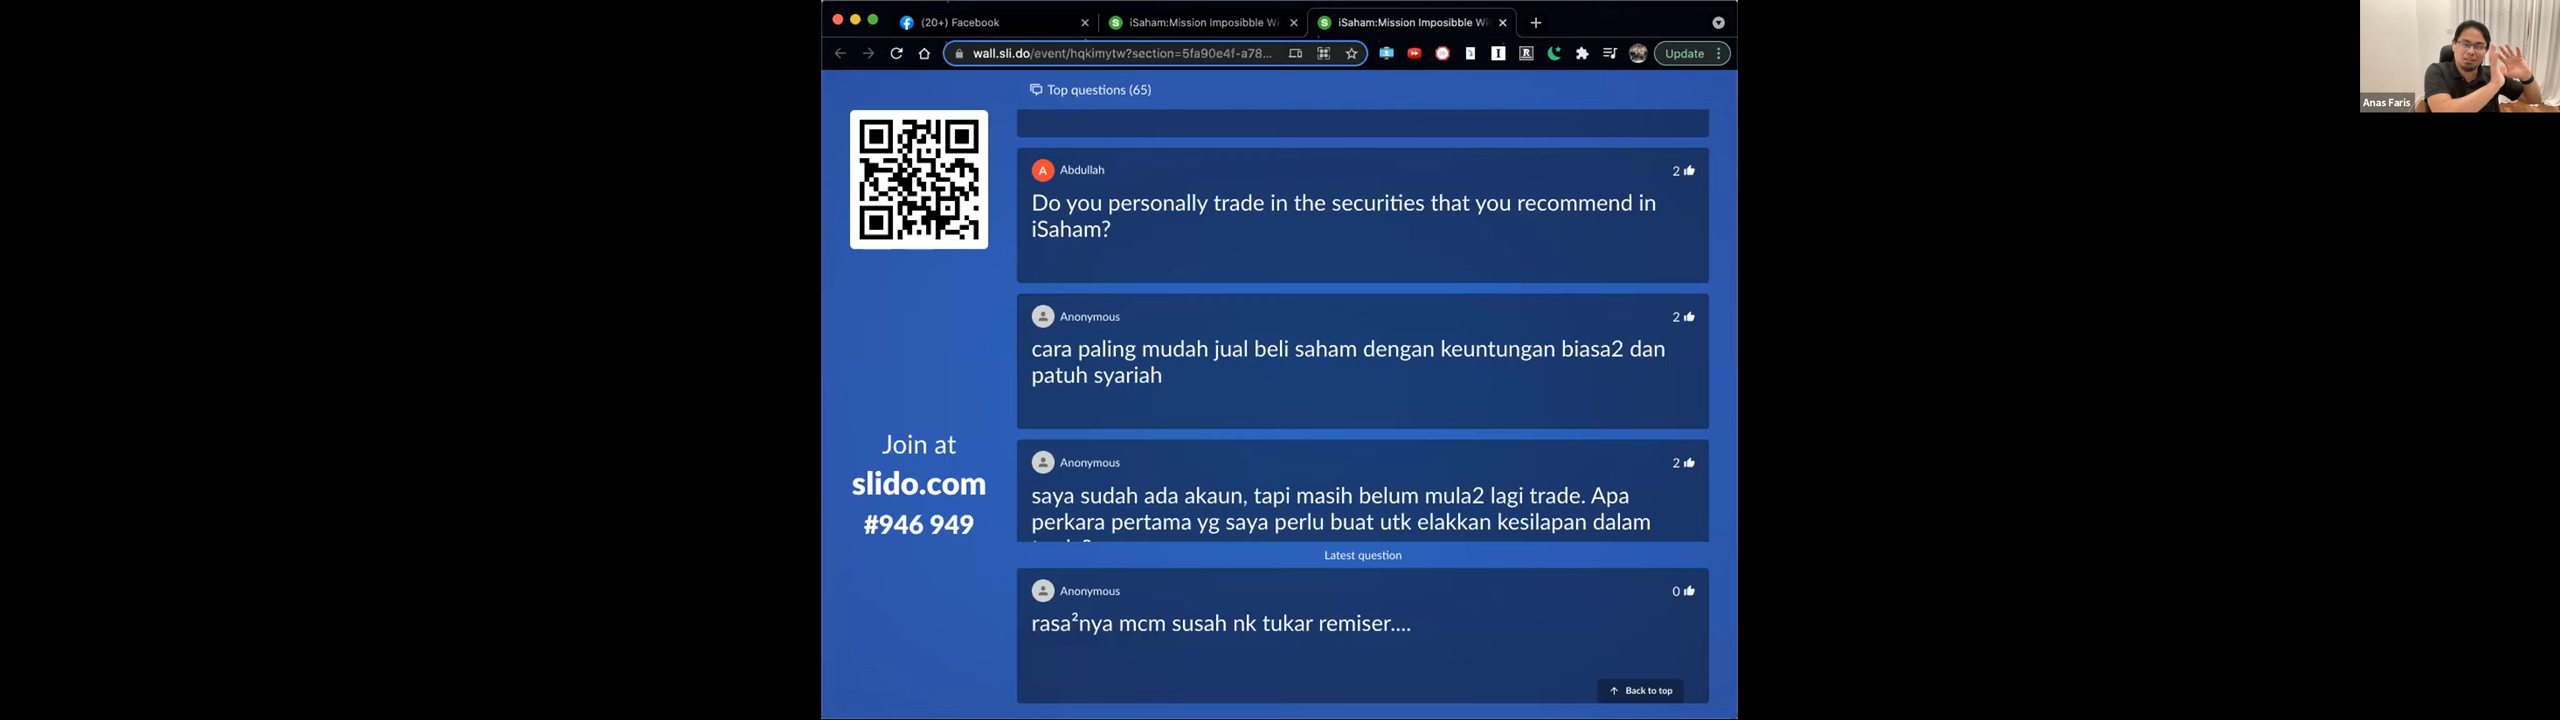 (20+) Facebook
iSaham:Mission Imposibble Wi
iSaham:Mission Imposibble Wi
wall.sli.do/event/hqkimytw?section=5fa90e4f-a78...
Update
Anas Faris
Top questions (65)
A
Abdullah
2
Do you personally trade in the securities that you recommend in
iSaham?
Anonymous
2
cara paling mudah jual beli saham dengan keuntungan biasa2 dan
patuh syariah
Anonymous
2
saya sudah ada akaun, tapi masih belum mula2 lagi trade. Apa
perkara pertama yg saya perlu buat utk elakkan kesilapan dalam
Join at
slido.com
#946 949
Latest question
Anonymous
0
rasa²nya mcm susah nk tukar remiser....
Back to top